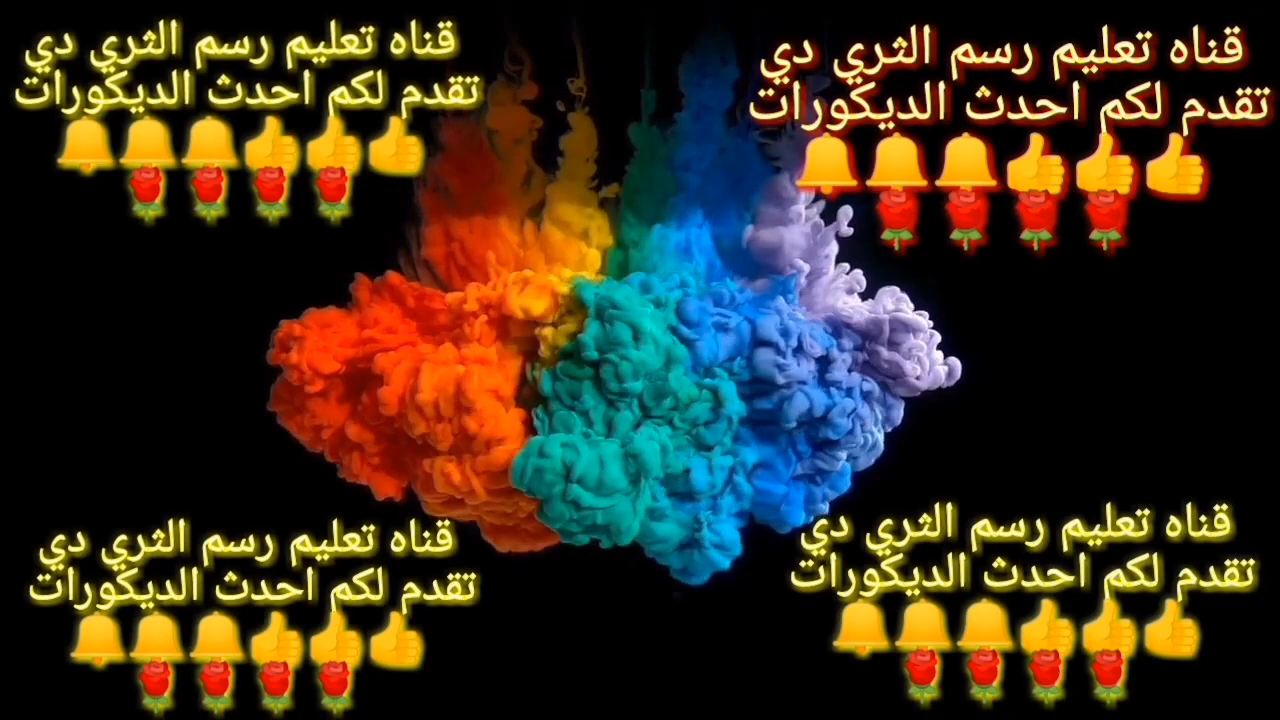 قناه تعليم رسم الثري دي
تقدم لكم احدث الديكورات
🔔🔔🔔👍👍👍
🌹🌹🌹🌹
قناه تعليم رسم الثري دي
تقدم لكم احدث الديكورات
🔔🔔🔔👍👍👍
🌹🌹🌹🌹
قناه تعليم رسم الثري دي
تقدم لكم احدث الديكورات
🔔🔔🔔👍👍👍
🌹🌹🌹🌹
قناه تعليم رسم الثري دي
تقدم لكم احدث الديكورات
🔔🔔🔔👍👍👍
🌹🌹🌹🌹